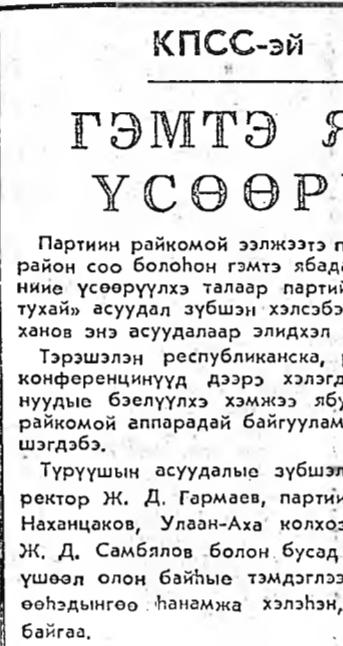 КПСС-эй
ГЭМТЭ Я
ҮСӨӨР
Партиин райкомой ээлжээтэ п
район соо болоһон гэмтэ ябада
ниие үсөөрүүлхэ талаар партий
тухай» асуудал зүбшэн хэлсэбэ
ханов энэ асуудалаар элидхэл
Тэрэшэлэн республиканска,
конференцинүүд дээрэ хэлэгд
нуудые бэелүүлхэ хэмжээ ябу
райкомой аппарадай байгуулам
шэгдэбэ.
Түрүүшын асуудалые зүбшэл
ректор Ж. Д. Гармаев, партии
Наханцаков, Улаан-Аха колхоз
Ж. Д. Самбялов болон бусад
үшөөл олон байһые тэмдэглээ
өөһэдынгөө һанамжа хэлэһэн,
байгаа.